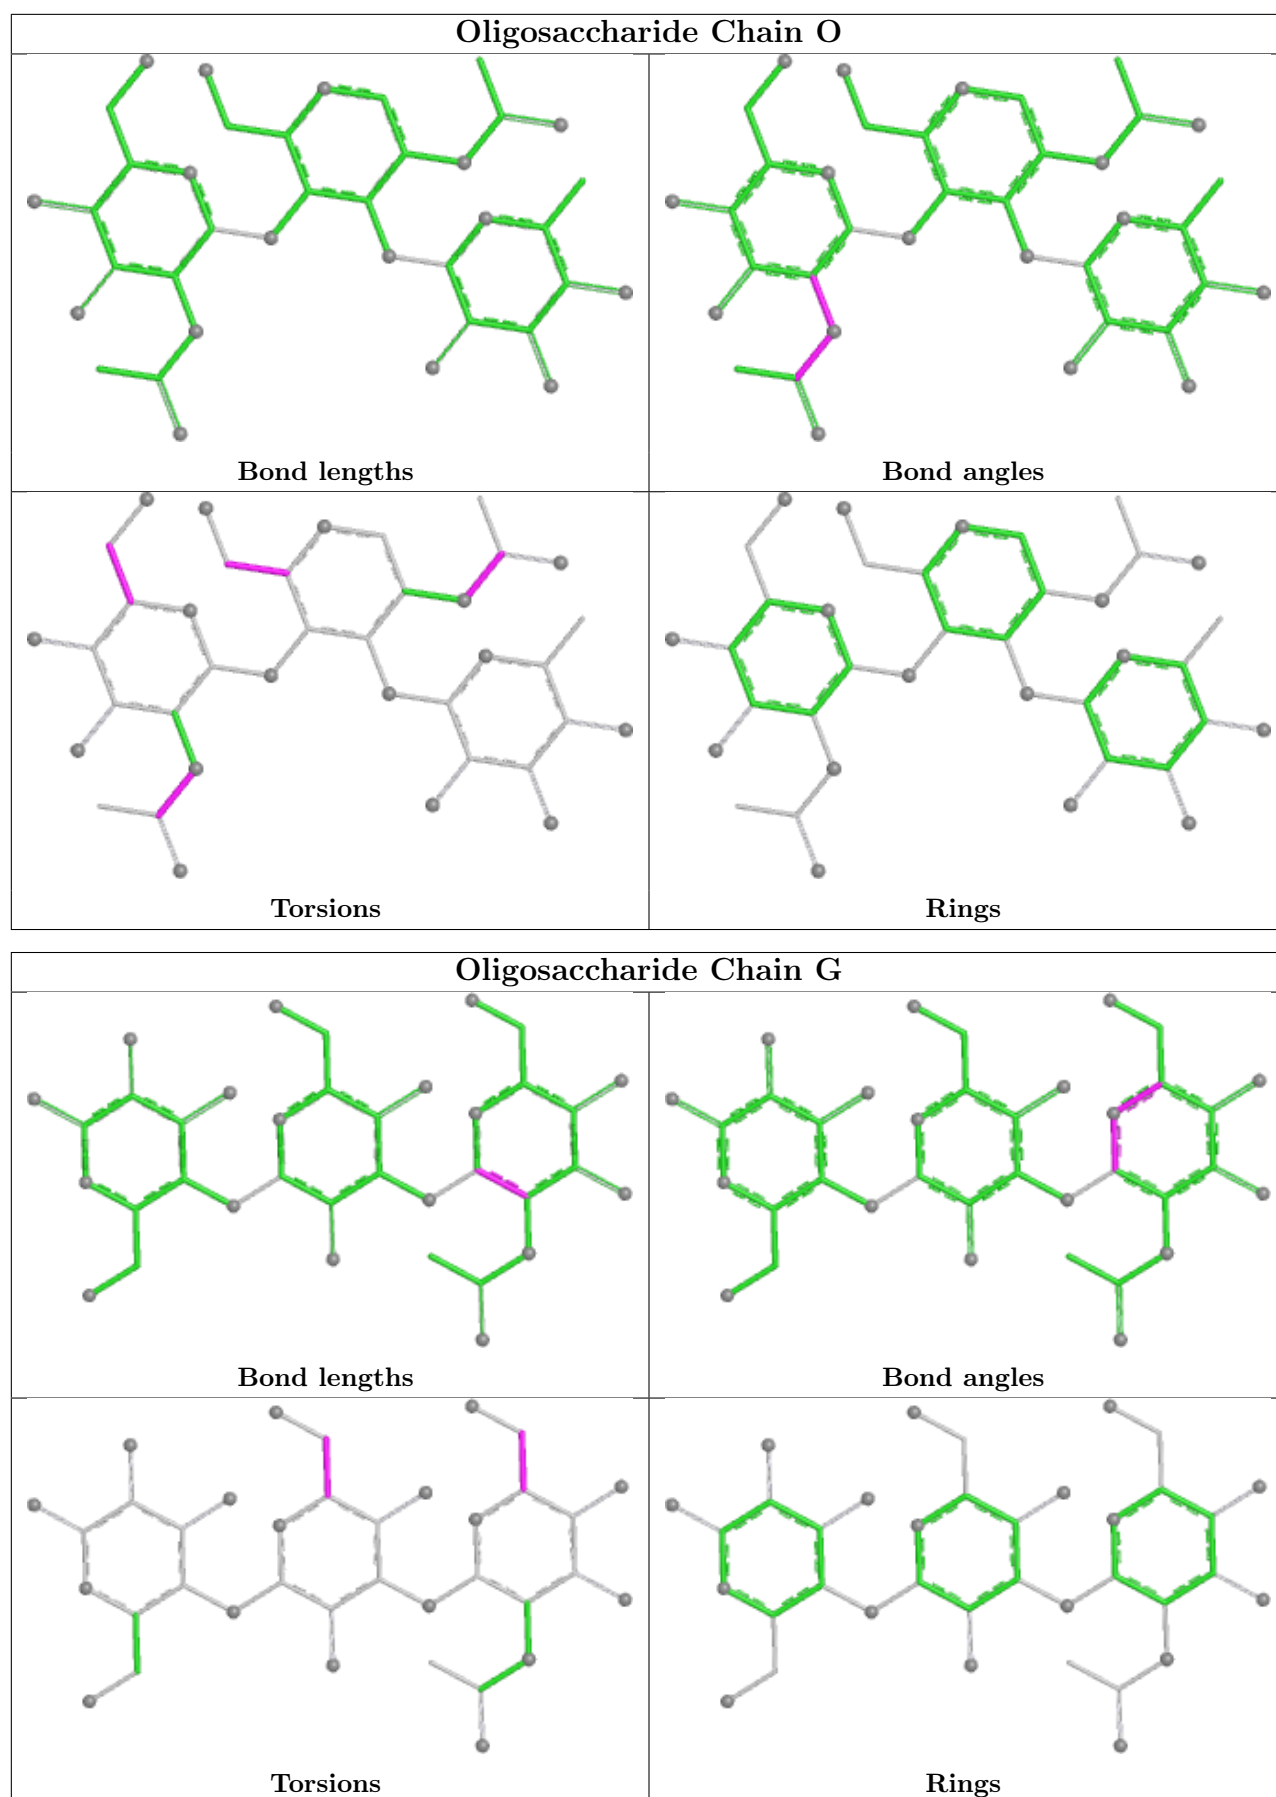 Oligosaccharide Chain O
Bond lengths
Bond angles
Torsions
Rings
Oligosaccharide Chain G
Bond lengths
Bond angles
Torsions
Rings